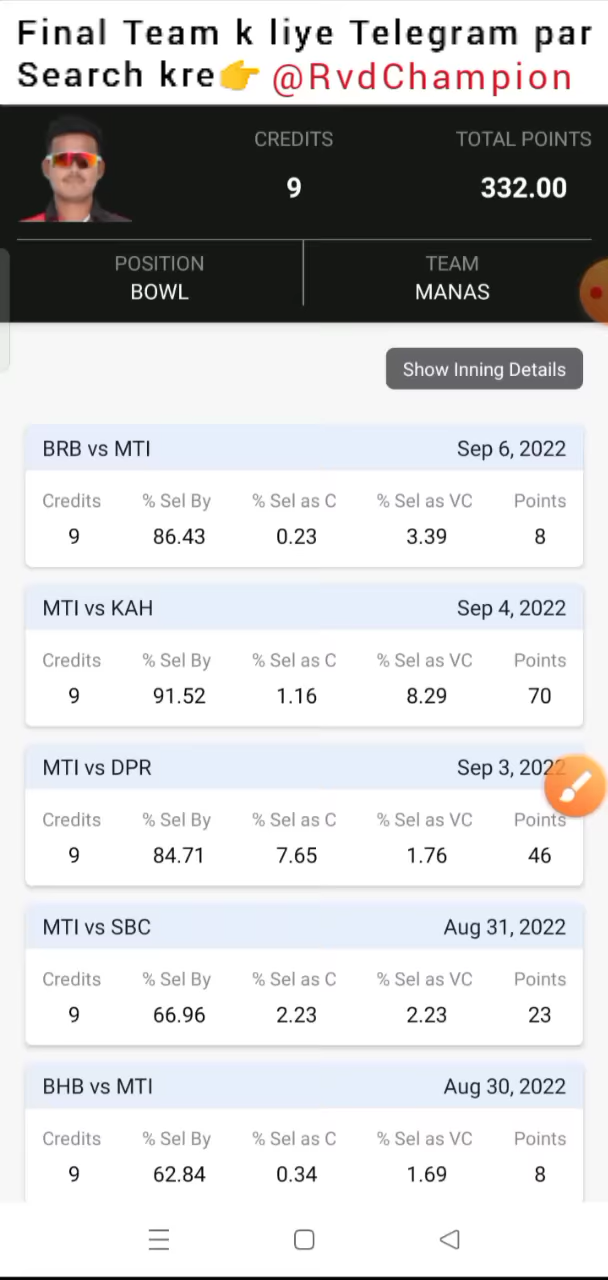 Final Team k liye Telegram par
Search kre👉 @RvdChampion
CREDITS TOTAL POINTS
9 332.00
POSITION TEAM
BOWL MANAS
Show Inning Details
BRB vs MTI Sep 6, 2022
Credits % Sel By % Sel as C % Sel as VC Points
9 86.43 0.23 3.39 8
MTI vs KAH Sep 4, 2022
Credits % Sel By % Sel as C % Sel as VC Points
9 91.52 1.16 8.29 70
MTI vs DPR Sep 3, 2022
Credits % Sel By % Sel as C % Sel as VC Points
9 84.71 7.65 1.76 46
MTI vs SBC Aug 31, 2022
Credits % Sel By % Sel as C % Sel as VC Points
9 66.96 2.23 2.23 23
BHB vs MTI Aug 30, 2022
Credits % Sel By % Sel as C % Sel as VC Points
9 62.84 0.34 1.69 8